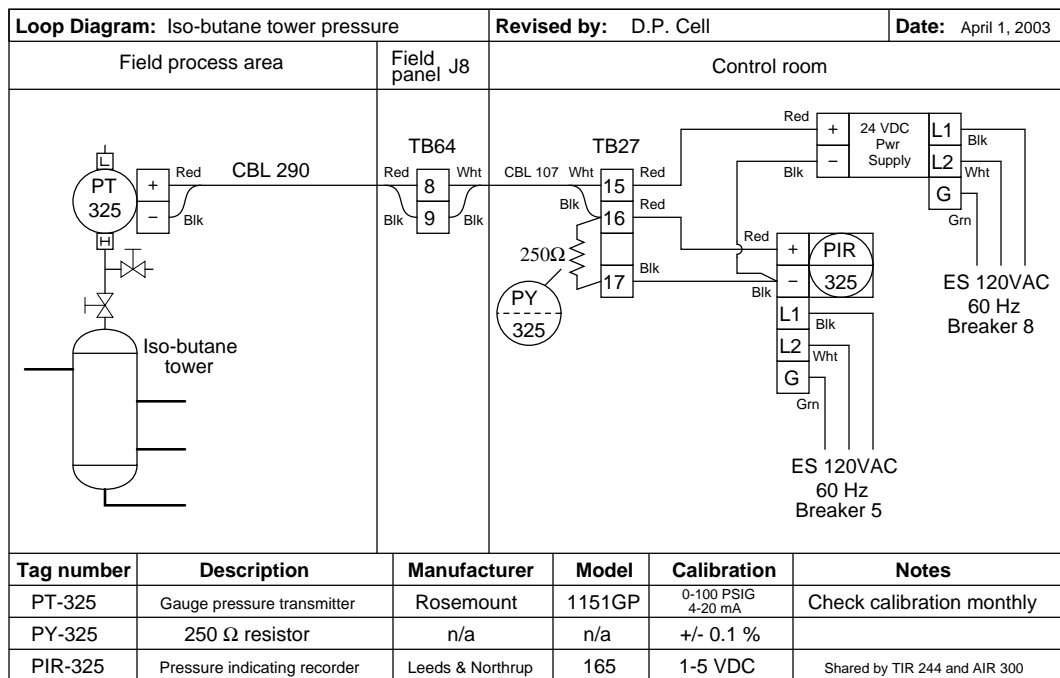 Loop Diagram: Iso-butane tower pressure
Revised by: D.P. Cell
Date: April 1, 2003
Field process area
Field panel J8
Control room
L
PT
325
H
+
−
Red
Blk
CBL 290
TB64
Red
Blk
8
9
Wht
Blk
CBL 107
Wht
Blk
TB27
15
16
17
Red
Red
Blk
250Ω
PY
325
Red
Blk
+
−
24 VDC
Pwr
Supply
L1
L2
G
Blk
Wht
Grn
ES 120VAC
60 Hz
Breaker 8
Red
Blk
+
−
PIR
325
L1
L2
G
Blk
Wht
Grn
ES 120VAC
60 Hz
Breaker 5
Iso-butane
tower
Tag number Description Manufacturer Model Calibration Notes
PT-325 Gauge pressure transmitter Rosemount 1151GP 0-100 PSIG 4-20 mA Check calibration monthly
PY-325 250 Ω resistor n/a n/a +/- 0.1 %
PIR-325 Pressure indicating recorder Leeds & Northrup 165 1-5 VDC Shared by TIR 244 and AIR 300